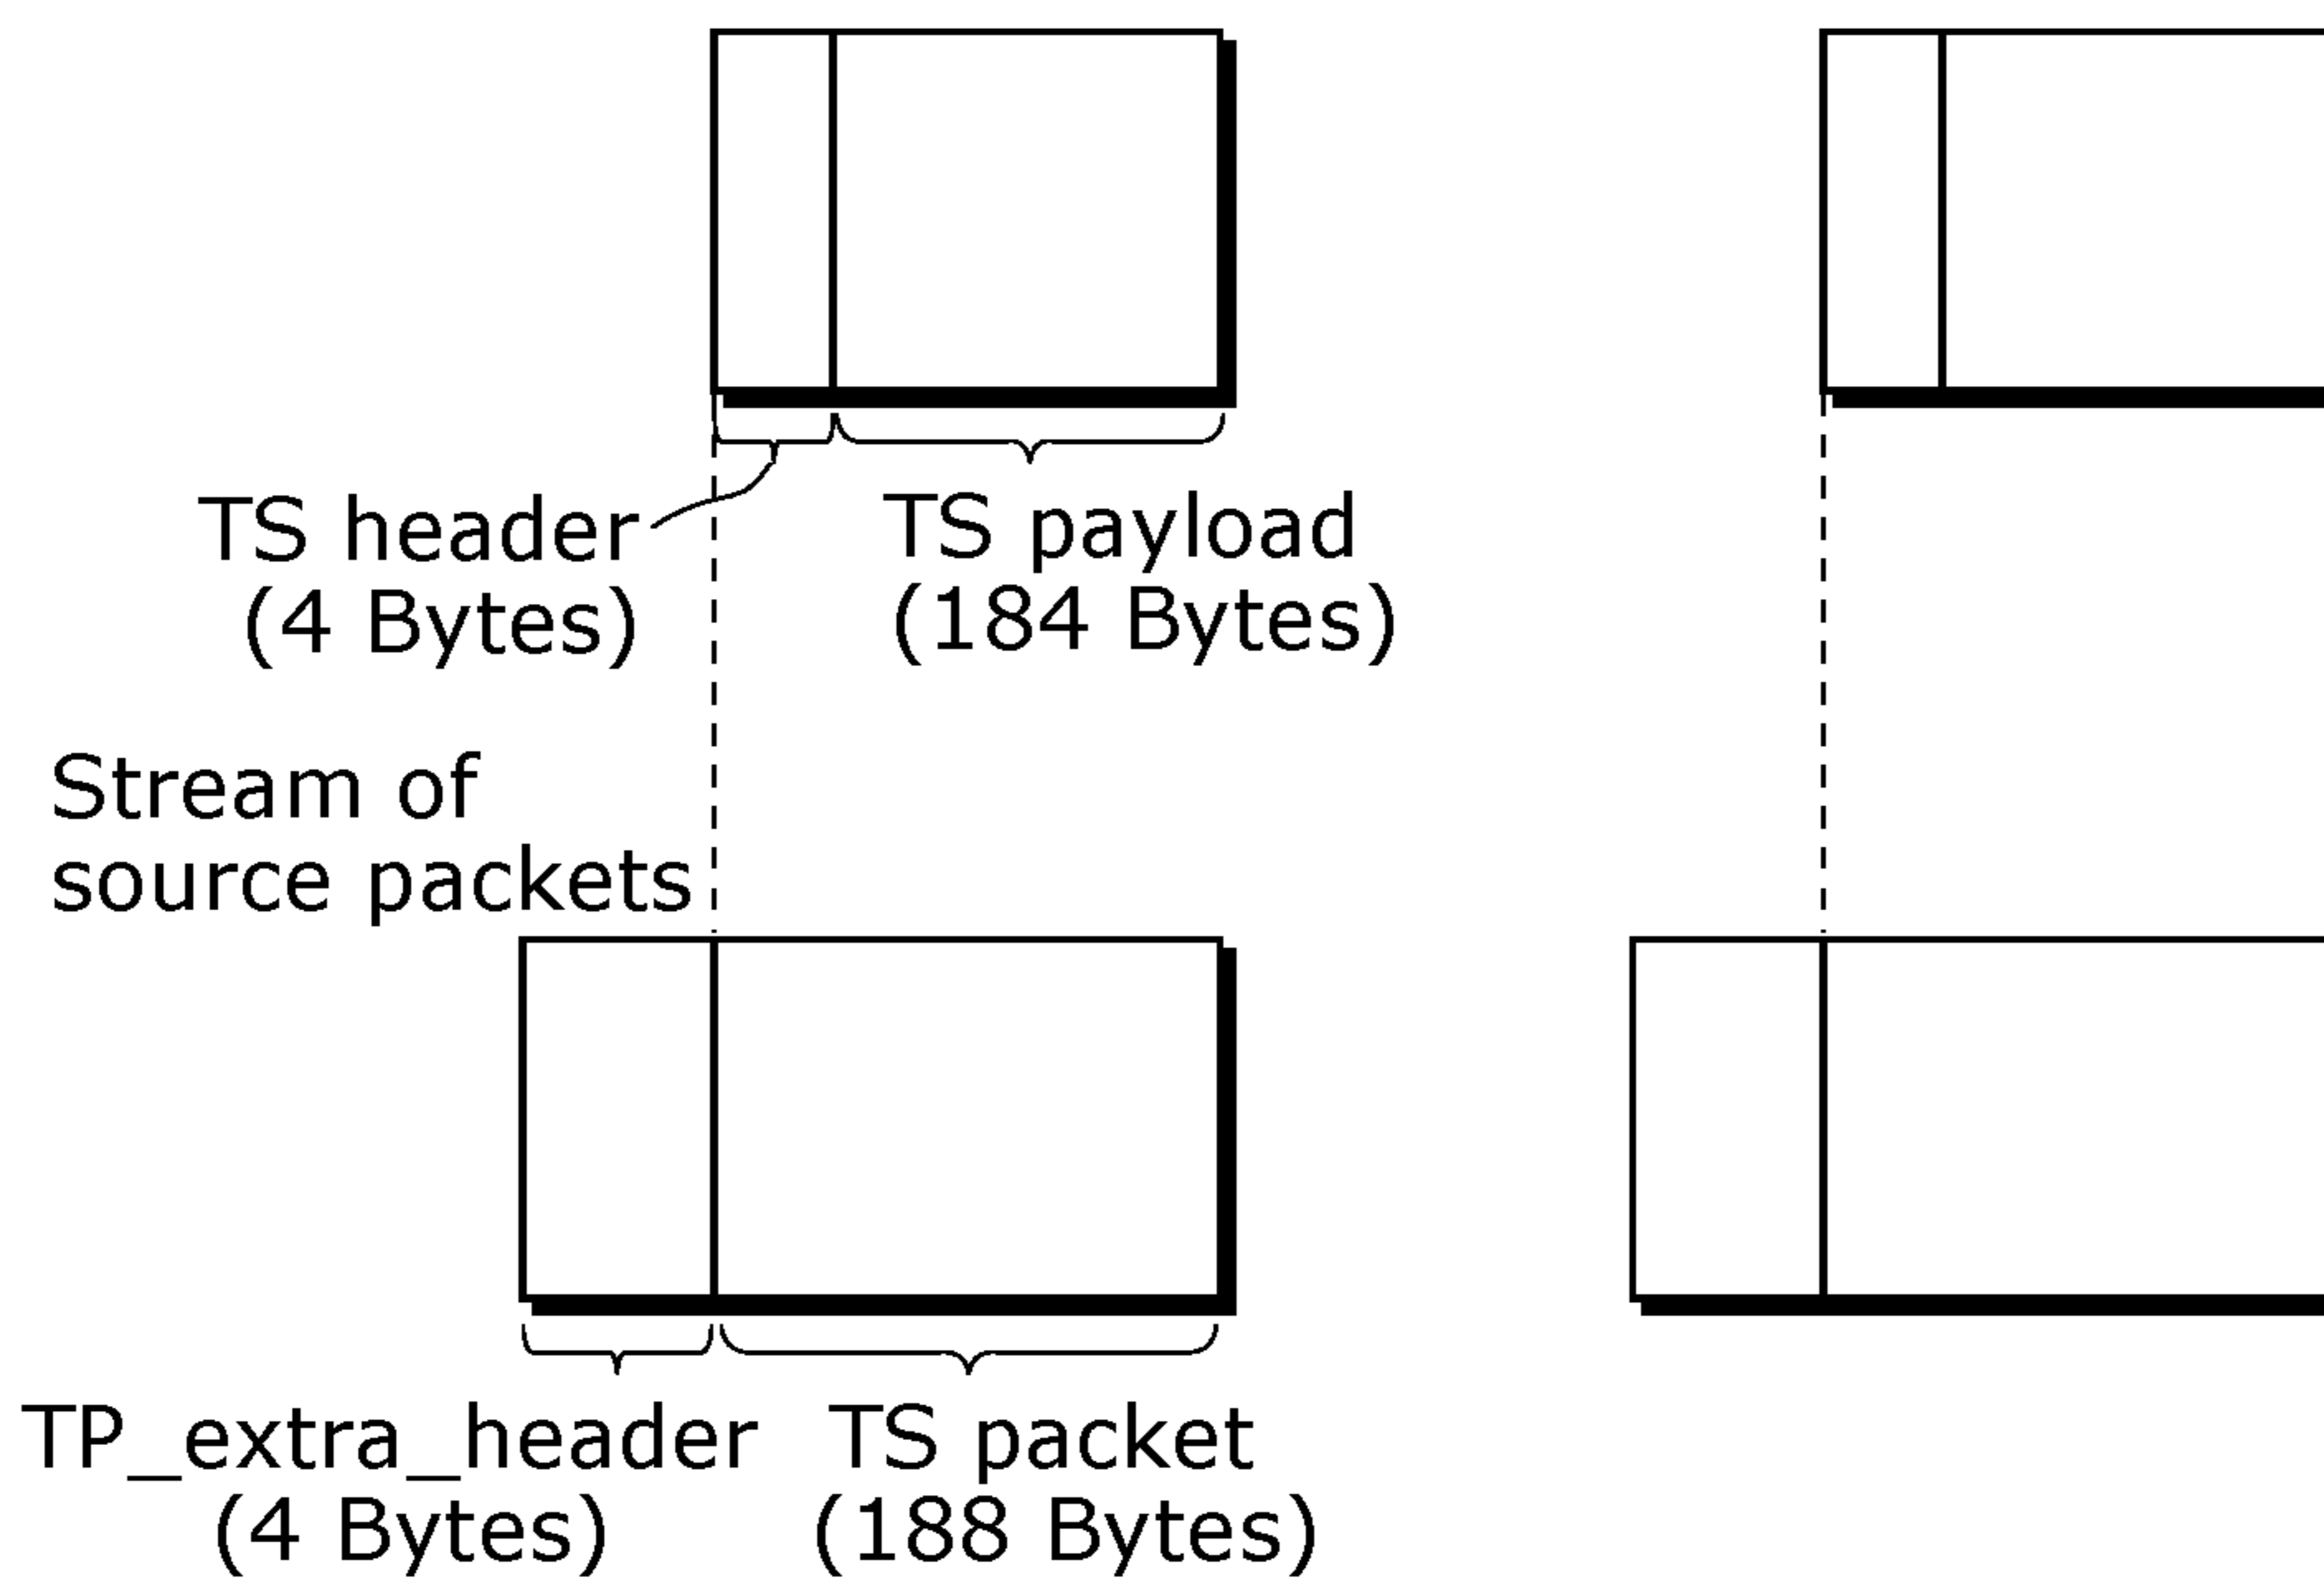 TS header
(4 Bytes)
TS payload
(184 Bytes)
Stream of
source packets
TP_extra_header
(4 Bytes)
TS packet
(188 Bytes)